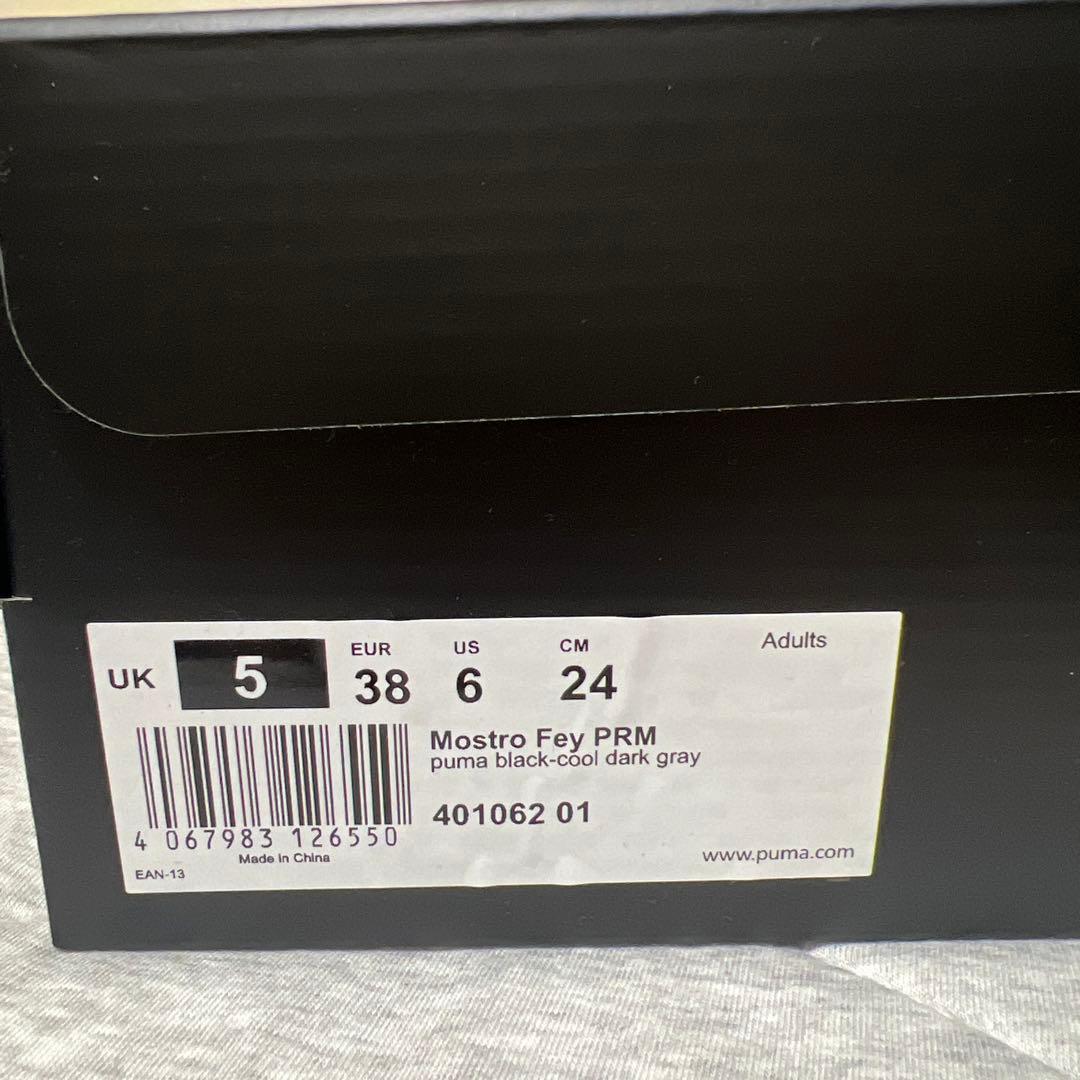 Adults
UK 5 EUR 38 US 6 CM 24
Mostro Fey PRM
puma black-cool dark gray
401062 01
4 067983 126550
Made in China
EAN-13
www.puma.com